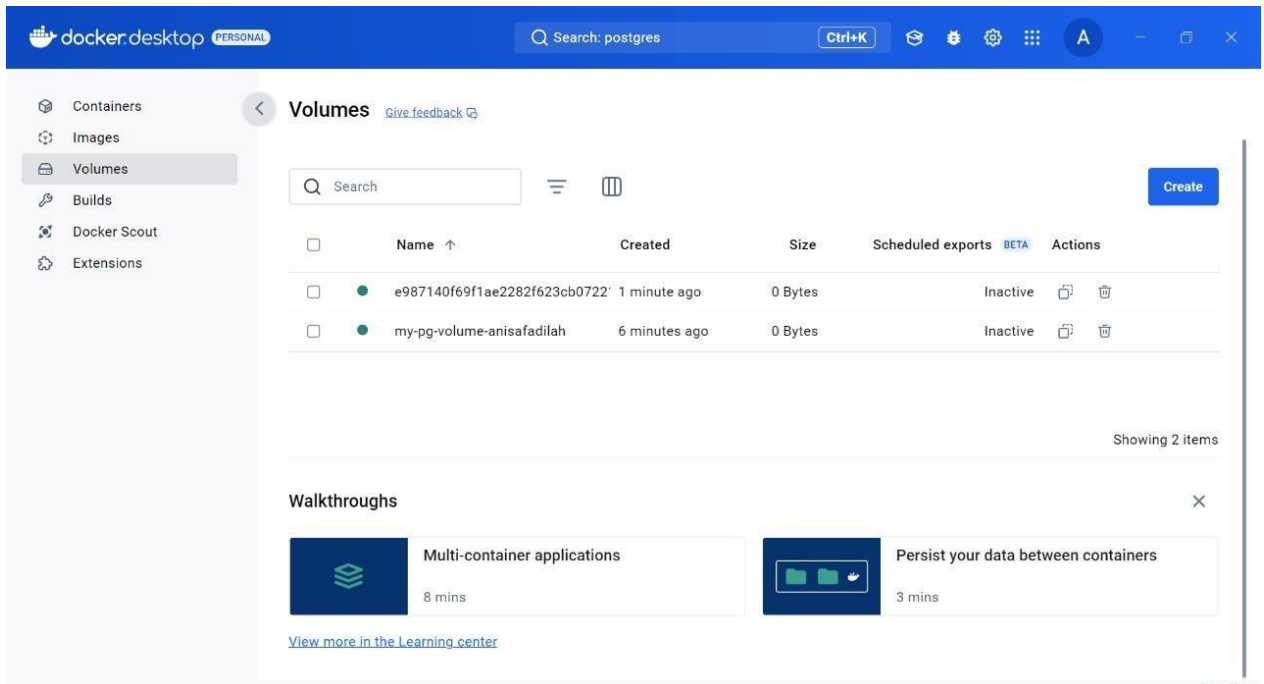 docker.desktop PERSONAL Search: postgres Ctrl+K A
Containers
Images
Volumes
Builds
Docker Scout
Extensions
Volumes Give feedback
Search Create
Name Created Size Scheduled exports BETA Actions
1 minute ago 0 Bytes Inactive
my-pg-volume-anisafadilah 6 minutes ago 0 Bytes Inactive
Showing 2 items
Walkthroughs
Multi-container applications
8 mins
Persist your data between containers
3 mins
View more in the Learning center